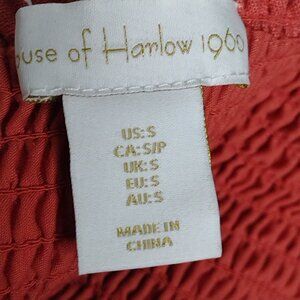 ouse of Harlow 1960
US: S
CA: S/P
UK: S
EU: S
AU: S
MADE IN
CHINA